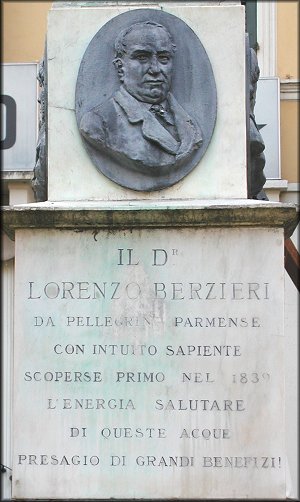 IL Dr
LORENZO BERZIERI
DA PELLEGRINO PARMENSE
CON INTUITO SAPIENTE
SCOPERSE PRIMO NEL 1839
L'ENERGIA SALUTARE
DI QUESTE ACQUE
PRESAGIO DI GRANDI BENEFIZI!